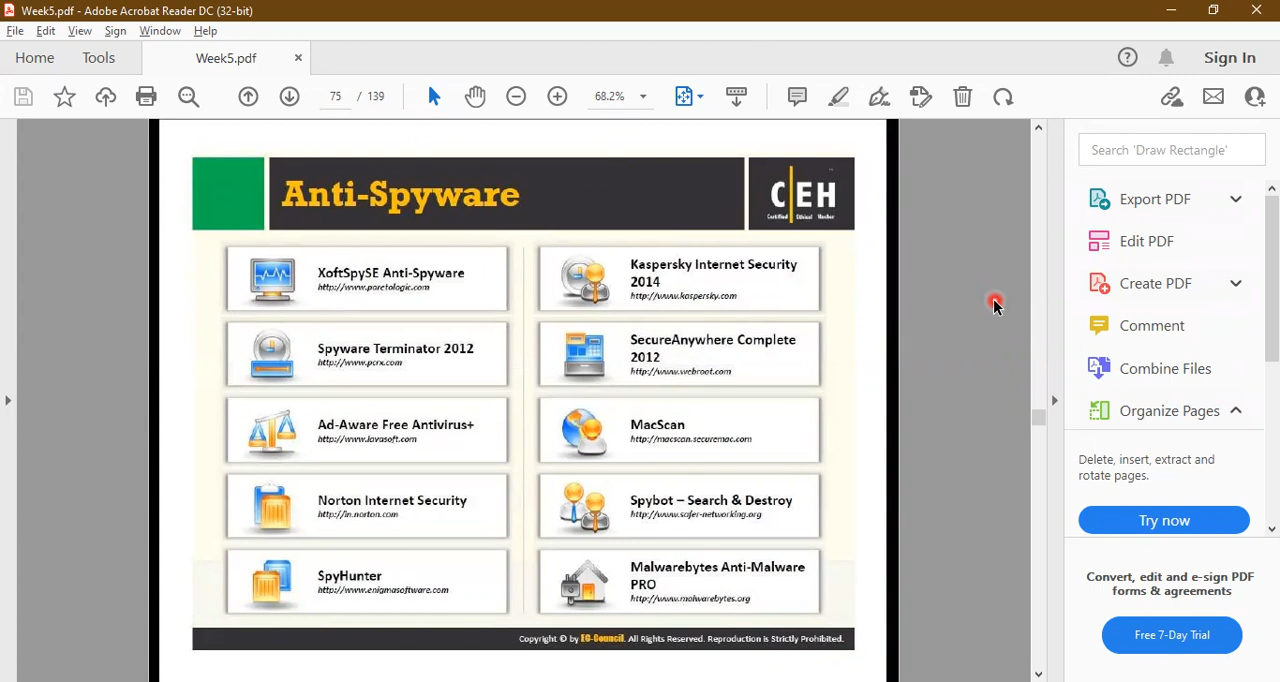 Week5.pdf - Adobe Acrobat Reader DC (32-bit)
File Edit View Sign Window Help
Home Tools Week5.pdf × Sign In
75 / 139 68.2%
Search 'Draw Rectangle'
Export PDF
Edit PDF
Create PDF
Comment
Combine Files
Organize Pages
Delete, insert, extract and
rotate pages.
Try now
Convert, edit and e-sign PDF
forms & agreements
Free 7-Day Trial
Anti-Spyware
C|EH
Certified Ethical Hacker
XoftSpySE Anti-Spyware
http://www.paretologic.com
Spyware Terminator 2012
http://www.pcrx.com
Ad-Aware Free Antivirus+
http://www.lavasoft.com
Norton Internet Security
http://in.norton.com
SpyHunter
http://www.enigmasoftware.com
Kaspersky Internet Security
2014
http://www.kaspersky.com
SecureAnywhere Complete
2012
http://www.webroot.com
MacScan
http://macscan.securemac.com
Spybot – Search & Destroy
http://www.safer-networking.org
Malwarebytes Anti-Malware
PRO
http://www.malwarebytes.org
Copyright © by EC-Council. All Rights Reserved. Reproduction is Strictly Prohibited.